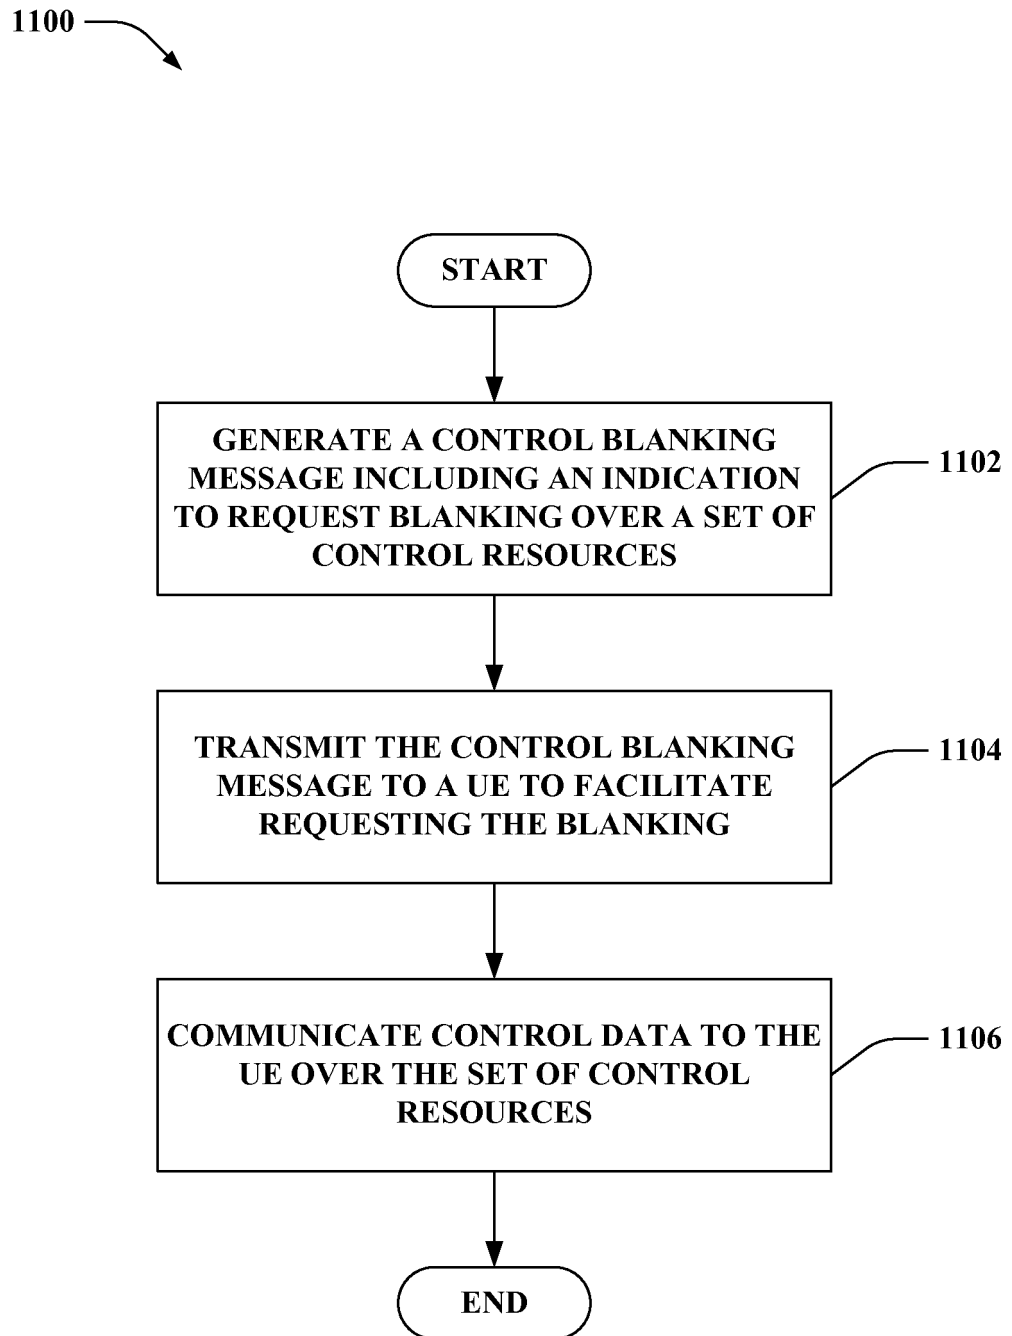 1100
START
GENERATE A CONTROL BLANKING
MESSAGE INCLUDING AN INDICATION
TO REQUEST BLANKING OVER A SET OF
CONTROL RESOURCES
1102
TRANSMIT THE CONTROL BLANKING
MESSAGE TO A UE TO FACILITATE
REQUESTING THE BLANKING
1104
COMMUNICATE CONTROL DATA TO THE
UE OVER THE SET OF CONTROL
RESOURCES
1106
END